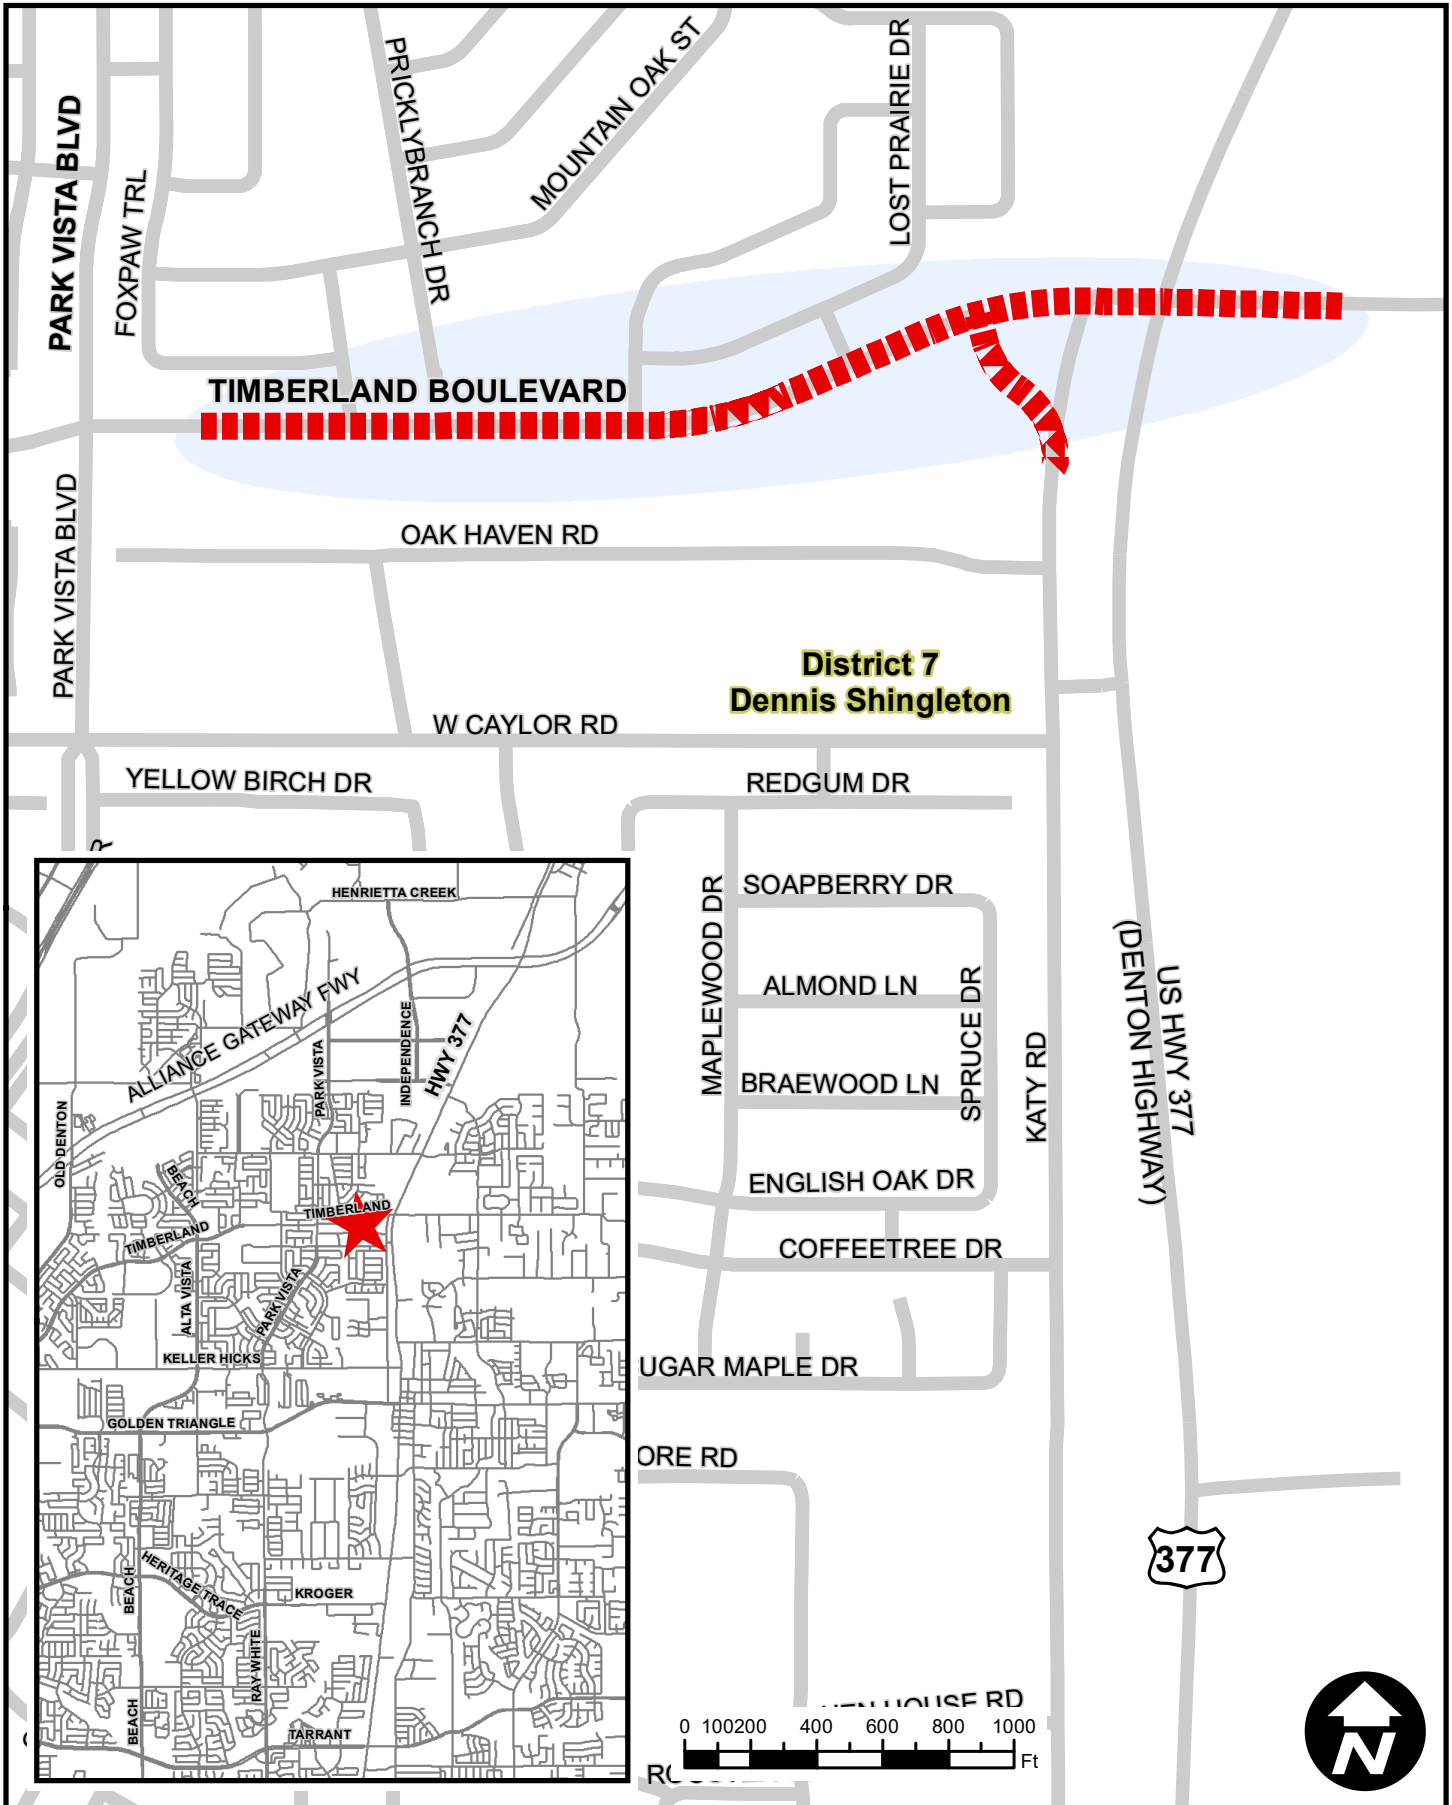 PRICKLYBRANCH DR
MOUNTAIN OAK ST
LOST PRAIRIE DR
PARK VISTA BLVD
FOXPAW TRL
TIMBERLAND BOULEVARD
PARK VISTA BLVD
OAK HAVEN RD
District 7
Dennis Shingleton
W CAYLOR RD
YELLOW BIRCH DR
REDGUM DR
R
MAPLEWOOD DR
SOAPBERRY DR
ALMOND LN
SPRUCE DR
BRAEWOOD LN
KATY RD
US HWY 377
(DENTON HIGHWAY)
ENGLISH OAK DR
COFFEETREE DR
UGAR MAPLE DR
ORE RD
377
HEN HOUSE RD
0 100200 400 600 800 1000
Ft
N
HENRIETTA CREEK
ALLIANCE GATEWAY FWY
PARK VISTA
INDEPENDENCE
HWY 377
OLD DENTON
BEACH
TIMBERLAND
TIMBERLAND
ALTA VISTA
PARK VISTA
KELLER HICKS
GOLDEN TRIANGLE
HERITAGE TRACE
BEACH
KROGER
RAY WHITE
BEACH
TARRANT